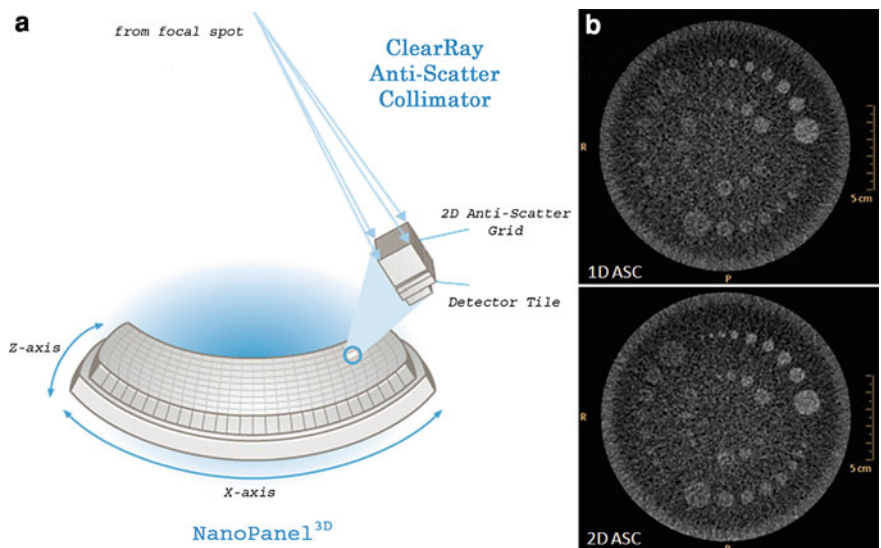 a
from focal spot
ClearRay
Anti-Scatter
Collimator
2D Anti-Scatter
Grid
Detector Tile
Z-axis
X-axis
NanoPanel3D
b
R
5 cm
1D ASC
P
R
5 cm
2D ASC